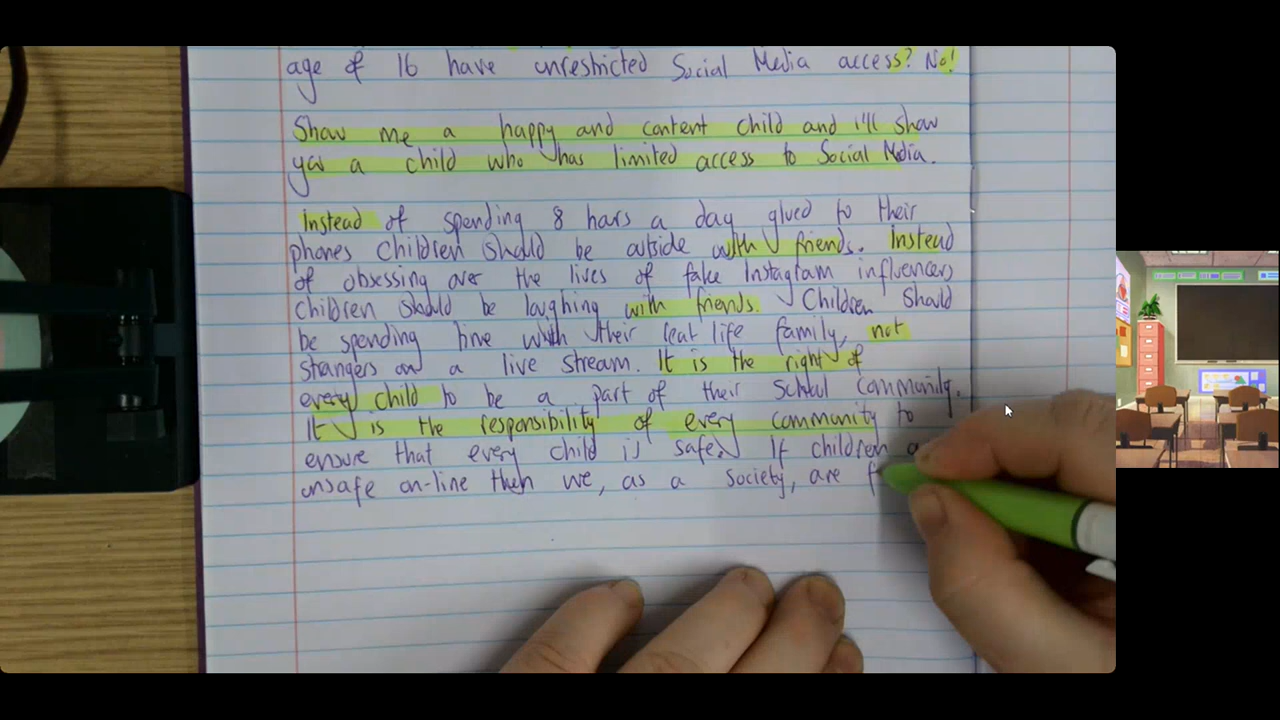 age of 16 have unrestricted Social Media access? No!
Show me a happy and content child and i'll show
you a child who has limited access to Social Media.
Instead of spending 8 hours a day glued to their
phones children should be outside with friends. Instead
of obsessing over the lives of fake Instagram influencers
children should be laughing with friends. Children should
be spending time with their real life family, not
strangers on a live stream. It is the right of
every child to be a part of their School community.
It is the responsibility of every community to
ensure that every child is safe. If children
unsafe on-line then we, as a society, are